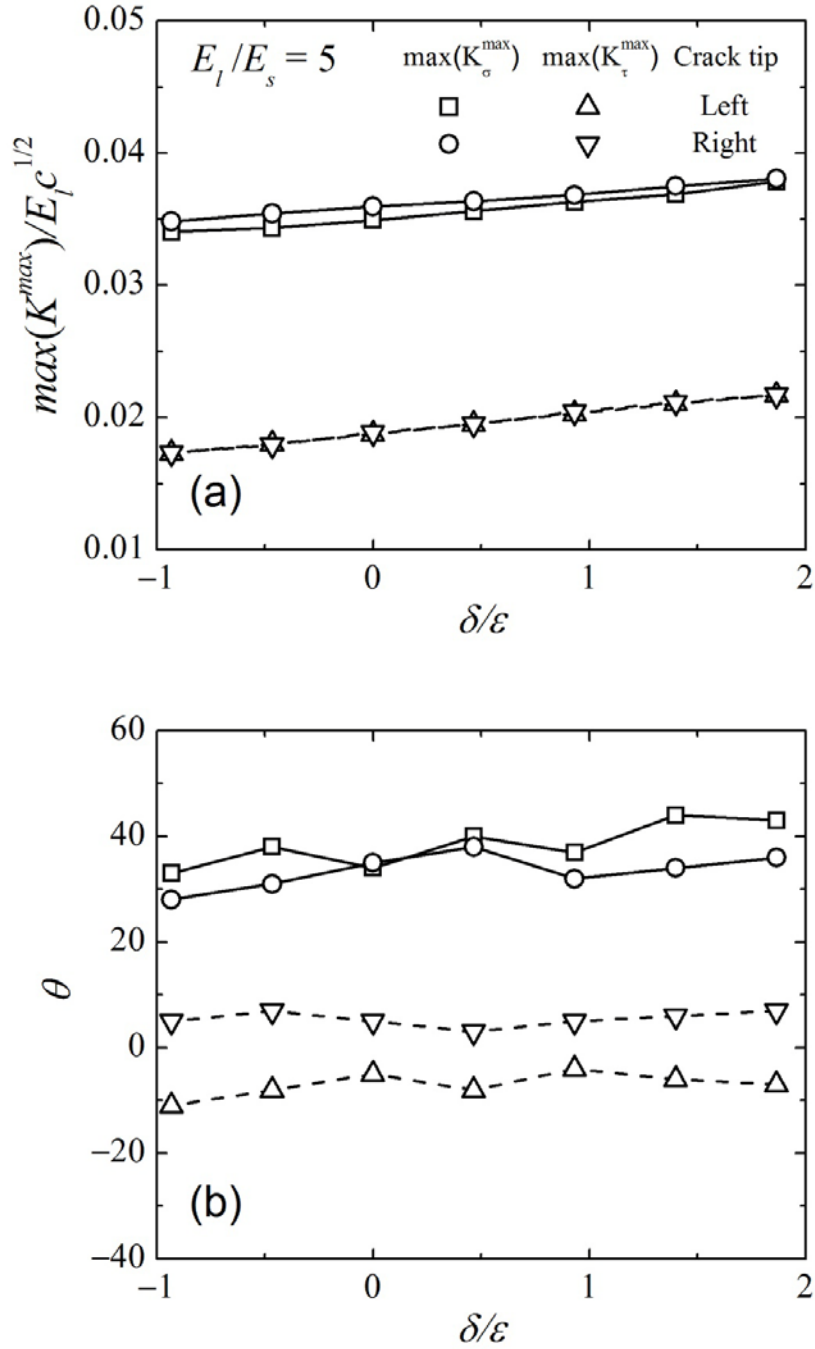 0.05
E_l/E_s = 5
max(K_σ^max) max(K_τ^max) Crack tip
Left
Right
0.04
0.03
0.02
0.01
max(K^max)/E_l c^1/2
(a)
−1 0 1 2
δ/ε
60
40
20
0
−20
−40
θ
(b)
−1 0 1 2
δ/ε